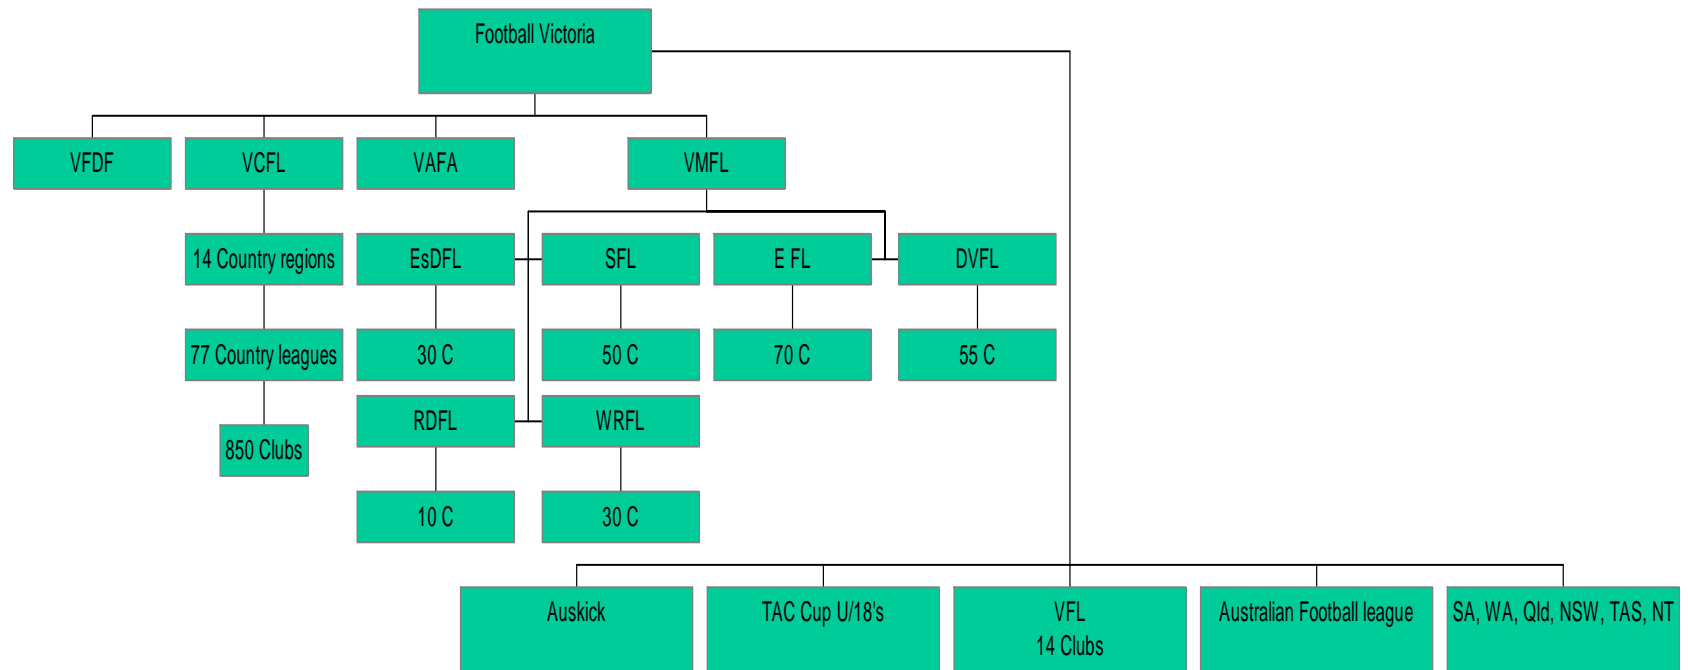 Football Victoria
VFDF
VCFL
VAFA
VMFL
14 Country regions
EsDFL
SFL
E FL
DVFL
77 Country leagues
30 C
50 C
70 C
55 C
RDFL
WRFL
850 Clubs
10 C
30 C
Auskick
TAC Cup U/18's
VFL
14 Clubs
Australian Football league
SA, WA, Qld, NSW, TAS, NT